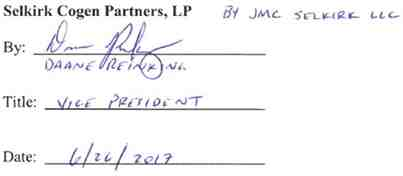 Selkirk Cogen Partners, LP BY JMC SELKIRK LLC
By:
DAANE REINKING
Title: VICE PRESIDENT
Date: 6/26/2017